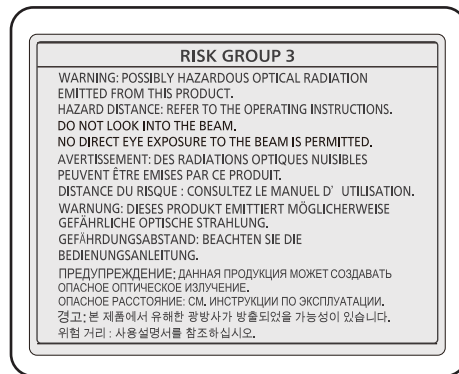 RISK GROUP 3
WARNING: POSSIBLY HAZARDOUS OPTICAL RADIATION
EMITTED FROM THIS PRODUCT.
HAZARD DISTANCE: REFER TO THE OPERATING INSTRUCTIONS.
DO NOT LOOK INTO THE BEAM.
NO DIRECT EYE EXPOSURE TO THE BEAM IS PERMITTED.
AVERTISSEMENT: DES RADIATIONS OPTIQUES NUISIBLES
PEUVENT ÊTRE EMISES PAR CE PRODUIT.
DISTANCE DU RISQUE : CONSULTEZ LE MANUEL D' UTILISATION.
WARNUNG: DIESES PRODUKT EMITTIERT MÖGLICHERWEISE
GEFÄHRLICHE OPTISCHE STRAHLUNG.
GEFÄHRDUNGSABSTAND: BEACHTEN SIE DIE
BEDIENUNGSANLEITUNG.
ПРЕДУПРЕЖДЕНИЕ: ДАННАЯ ПРОДУКЦИЯ МОЖЕТ СОЗДАВАТЬ
ОПАСНОЕ ОПТИЧЕСКОЕ ИЗЛУЧЕНИЕ.
ОПАСНОЕ РАССТОЯНИЕ: СМ. ИНСТРУКЦИИ ПО ЭКСПЛУАТАЦИИ.
경고: 본 제품에서 유해한 광방사가 방출되었을 가능성이 있습니다.
위험 거리 : 사용설명서를 참조하십시오.